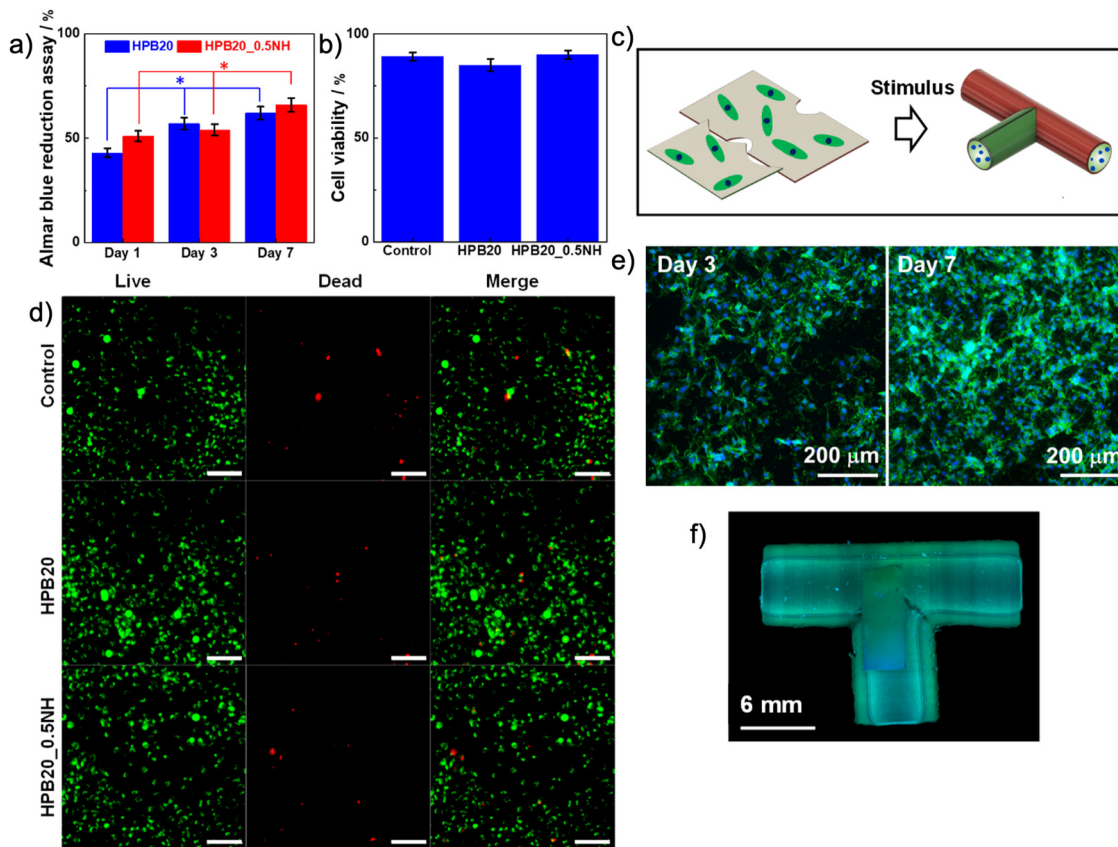 a)
100
50
0
Almar blue reduction assay / %
HPB20
HPB20_0.5NH
*
*
Day 1
Day 3
Day 7
b)
100
50
0
Cell viability / %
Control
HPB20
HPB20_0.5NH
c)
Stimulus
d)
Live
Dead
Merge
Control
HPB20
HPB20_0.5NH
e)
Day 3
200 μm
Day 7
200 μm
f)
6 mm